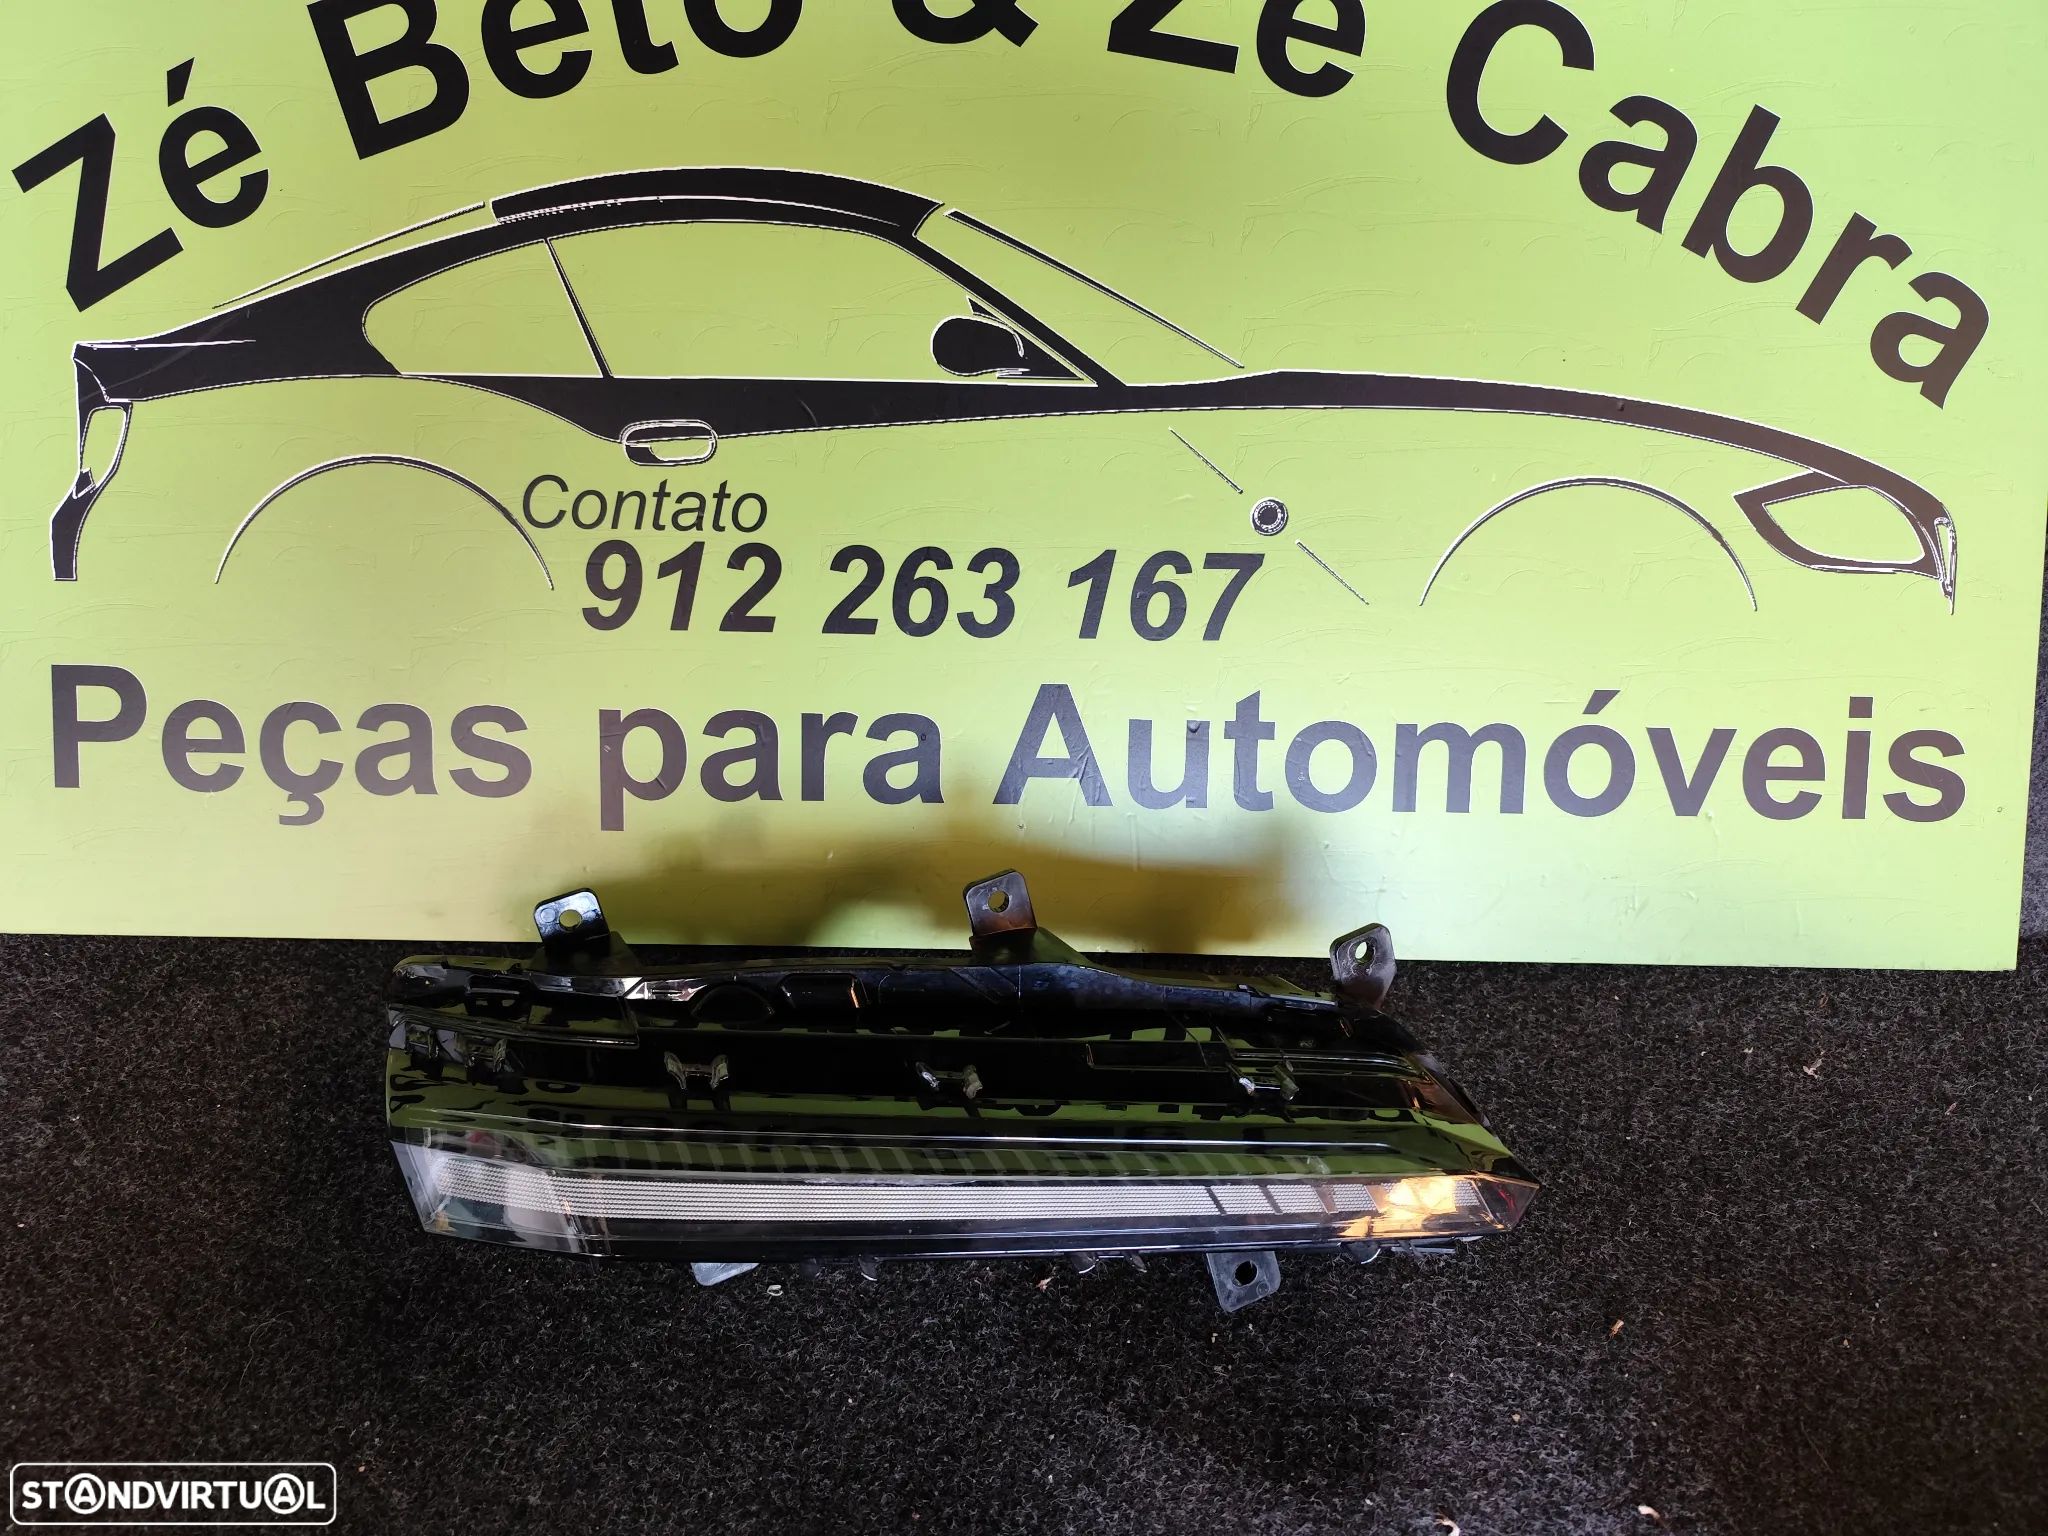 Zé Beto & Zé Cabra
Contato
912 263 167
Peças para Automóveis
STANDVIRTUAL